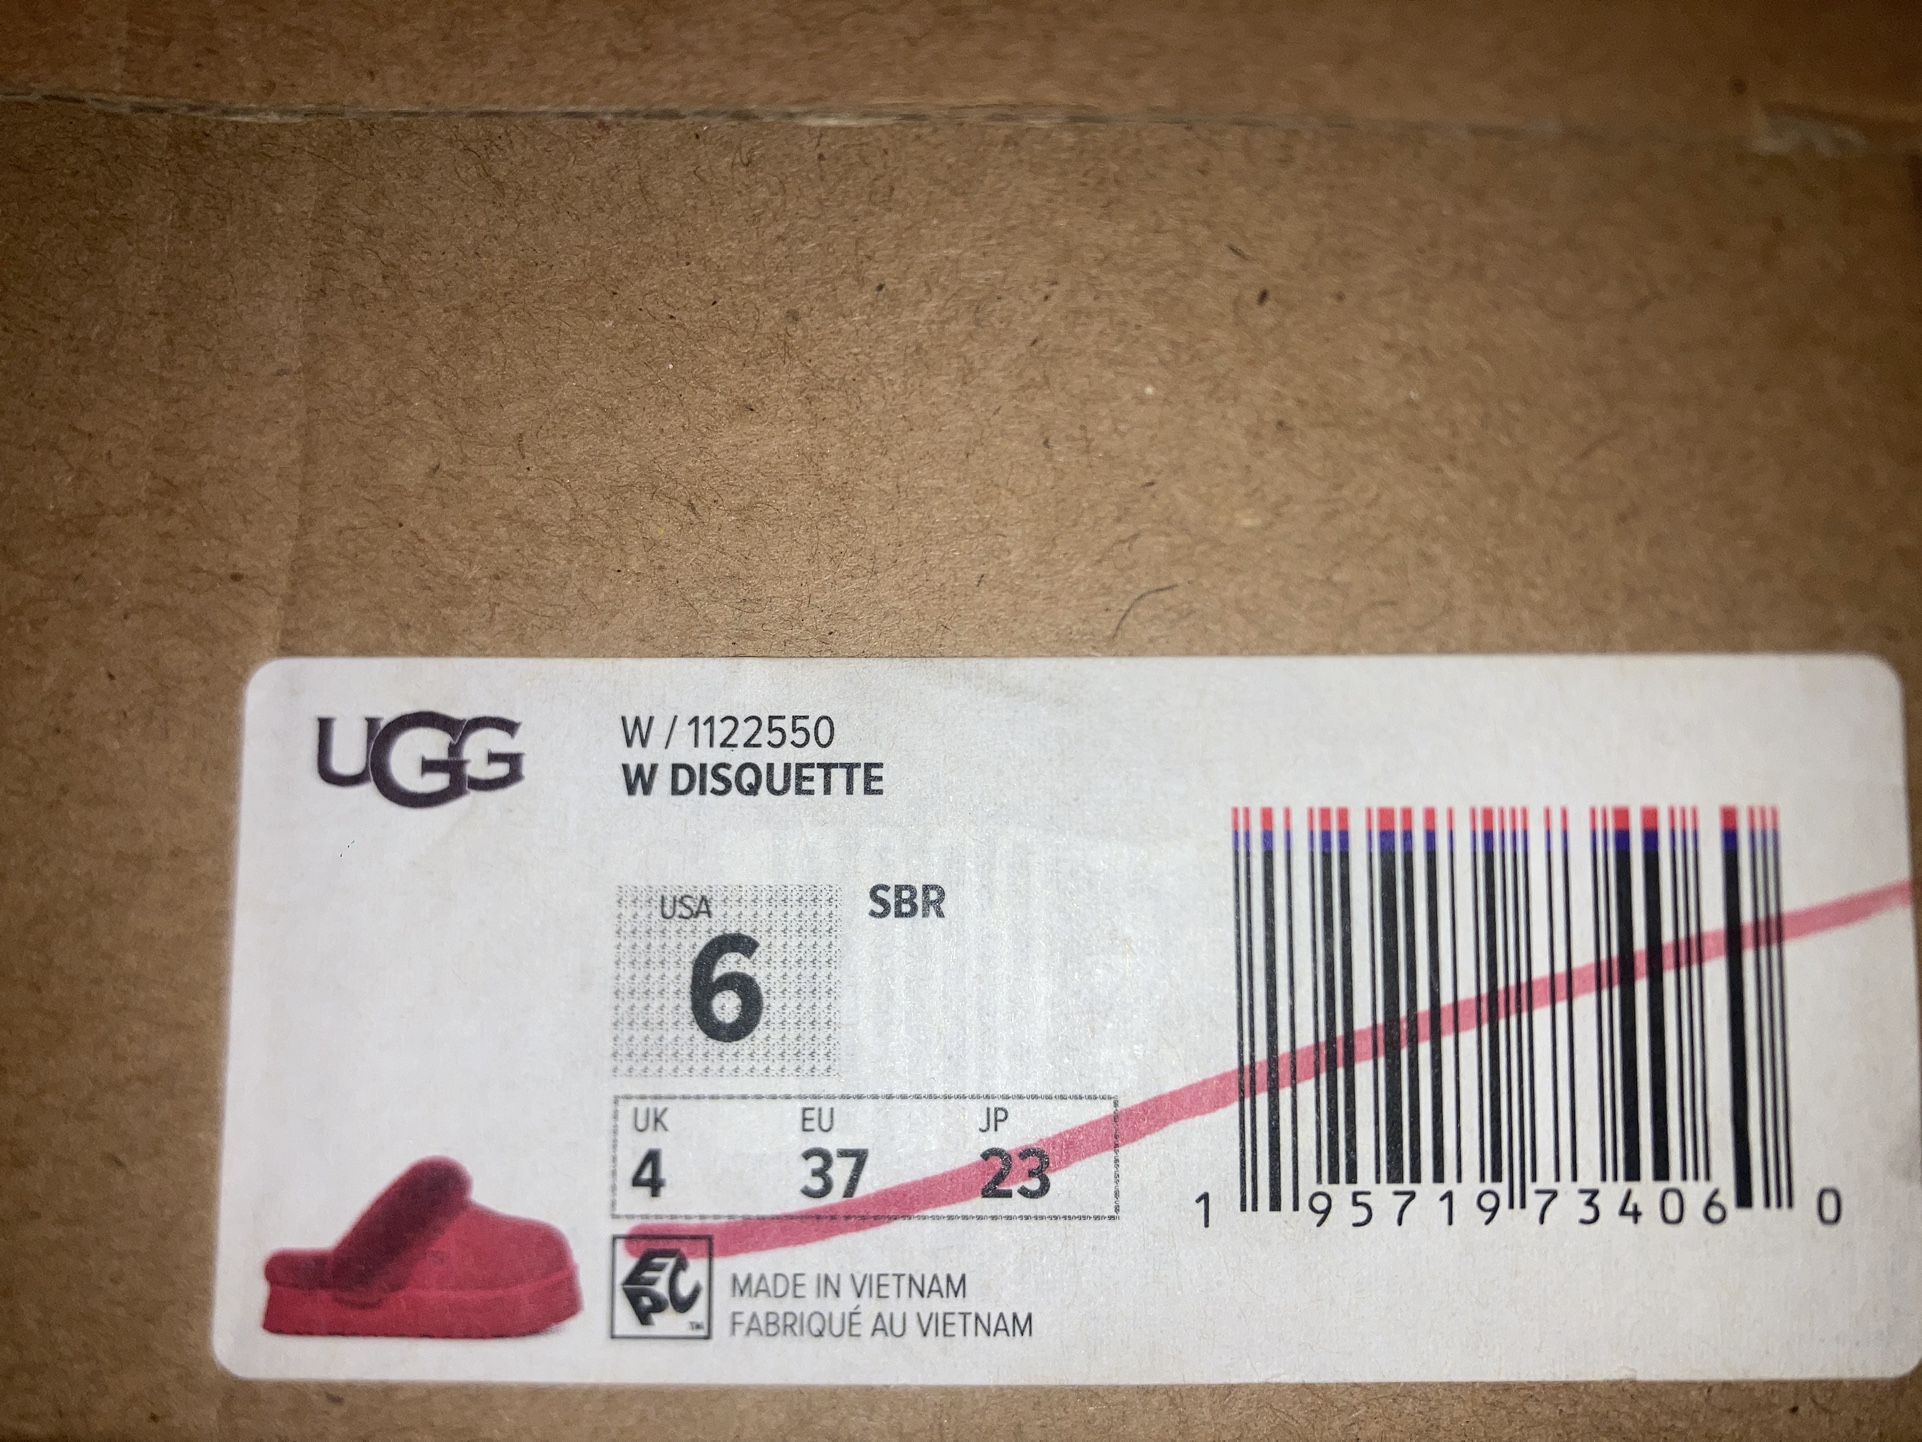 UGG
W / 1122550
W DISQUETTE
USA
6
SBR
UK EU JP
4 37 23
EPC™
MADE IN VIETNAM
FABRIQUÉ AU VIETNAM
1 95719 73406 0